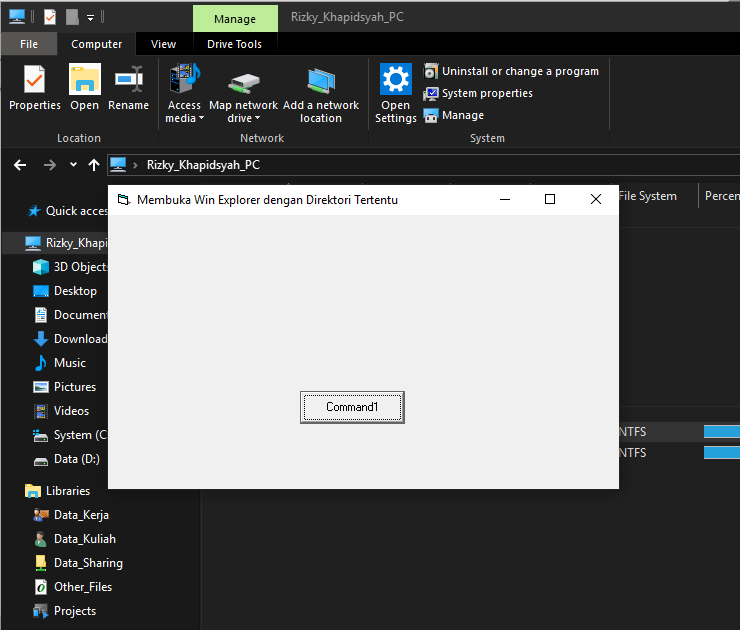 Manage
Rizky_Khapidsyah_PC
File
Computer
View
Drive Tools
Properties
Open
Rename
Access
media
Map network
drive
Add a network
location
Open
Settings
Uninstall or change a program
System properties
Manage
Location
Network
System
Rizky_Khapidsyah_PC
Membuka Win Explorer dengan Direktori Tertentu
File System
Percen
Quick acces
Rizky_Khapi
3D Objects
Desktop
Documen
Download
Music
Pictures
Videos
System (C
Data (D:)
Command1
NTFS
NTFS
Libraries
Data_Kerja
Data_Kuliah
Data_Sharing
Other_Files
Projects